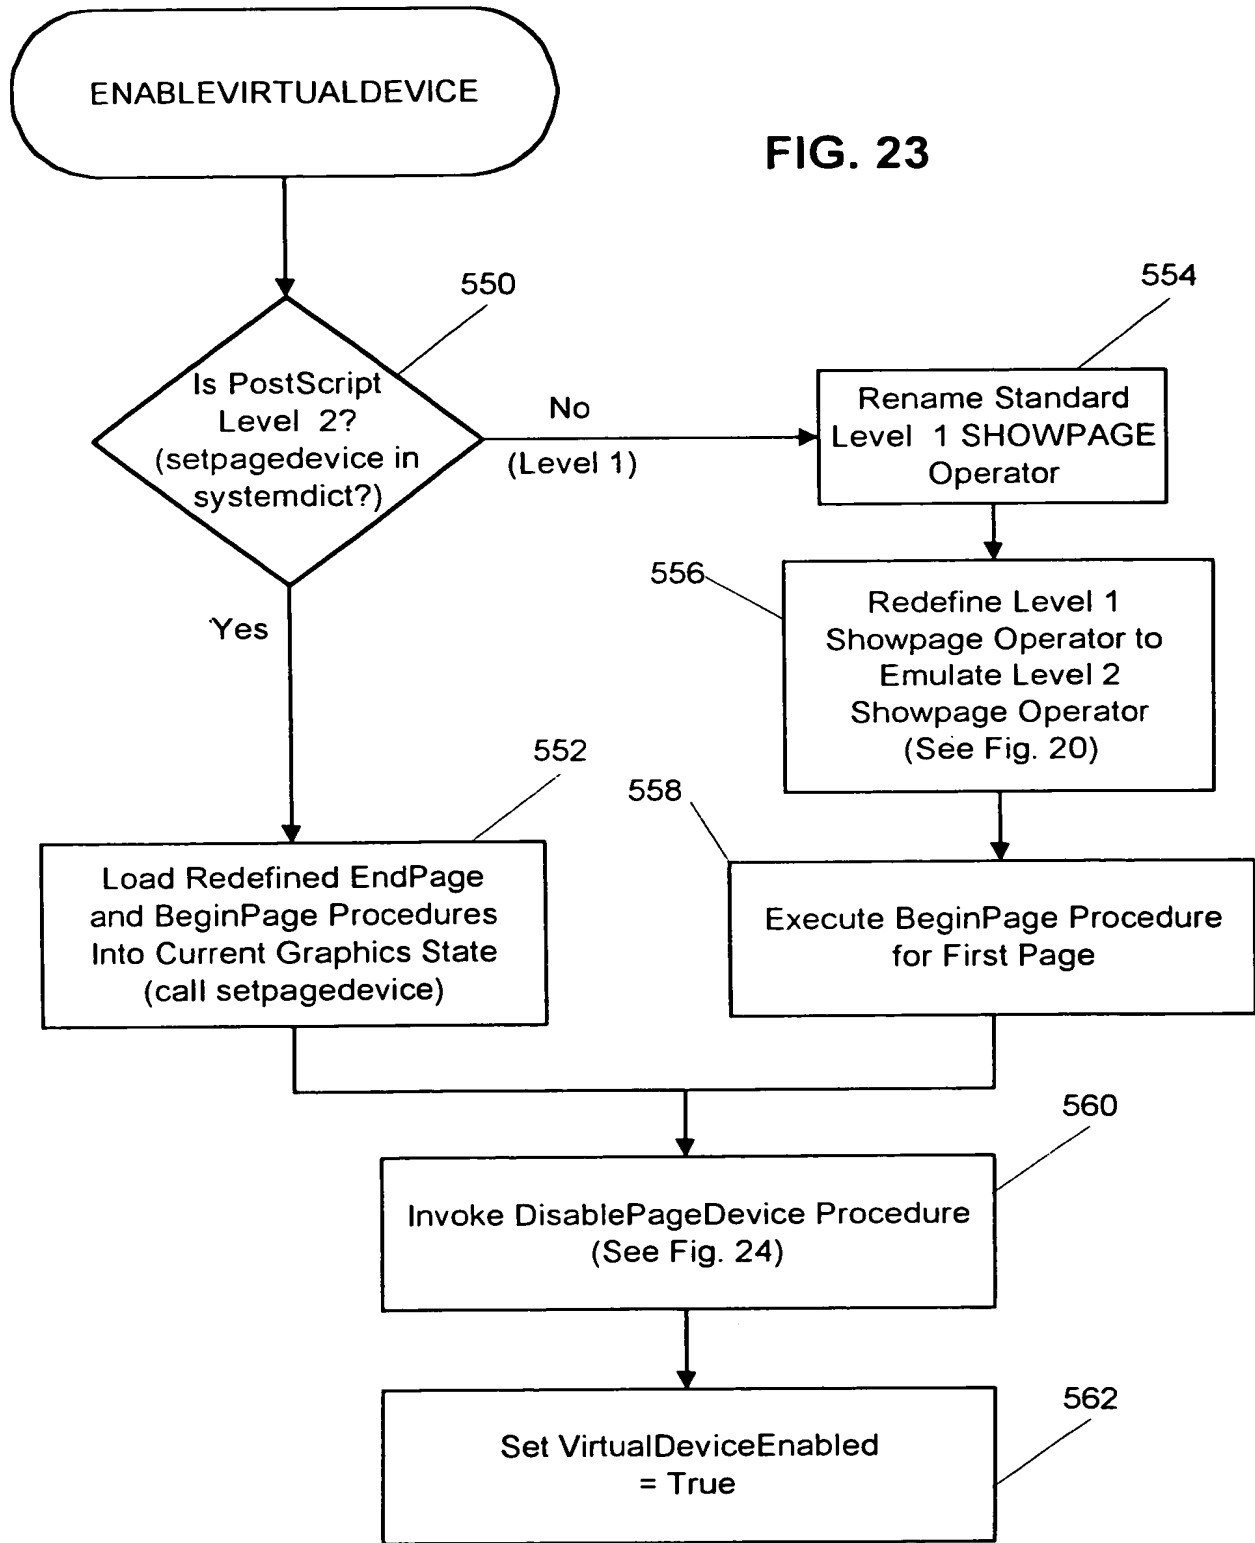 ENABLEVIRTUALDEVICE
FIG. 23
550
Is PostScript
Level 2?
(setpagedevice in
systemdict?)
No
(Level 1)
Yes
554
Rename Standard
Level 1 SHOWPAGE
Operator
556
Redefine Level 1
Showpage Operator to
Emulate Level 2
Showpage Operator
(See Fig. 20)
552
Load Redefined EndPage
and BeginPage Procedures
Into Current Graphics State
(call setpagedevice)
558
Execute BeginPage Procedure
for First Page
560
Invoke DisablePageDevice Procedure
(See Fig. 24)
562
Set VirtualDeviceEnabled
= True